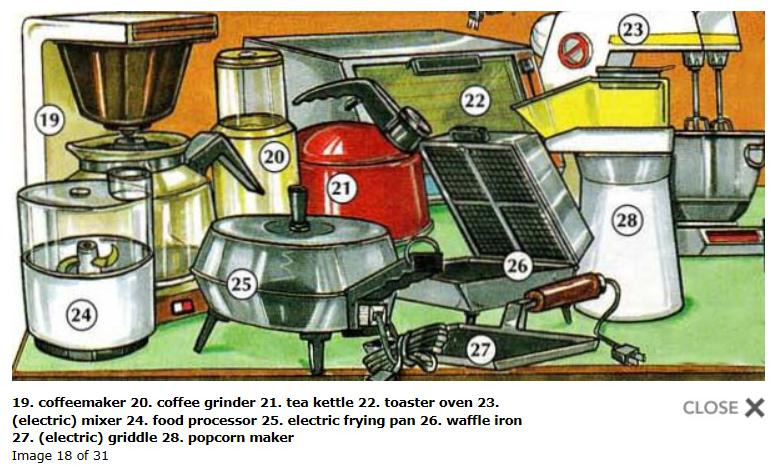 23
19
22
20
21
28
26
25
24
27
19. coffeemaker 20. coffee grinder 21. tea kettle 22. toaster oven 23.
(electric) mixer 24. food processor 25. electric frying pan 26. waffle iron
27. (electric) griddle 28. popcorn maker
Image 18 of 31
CLOSE X